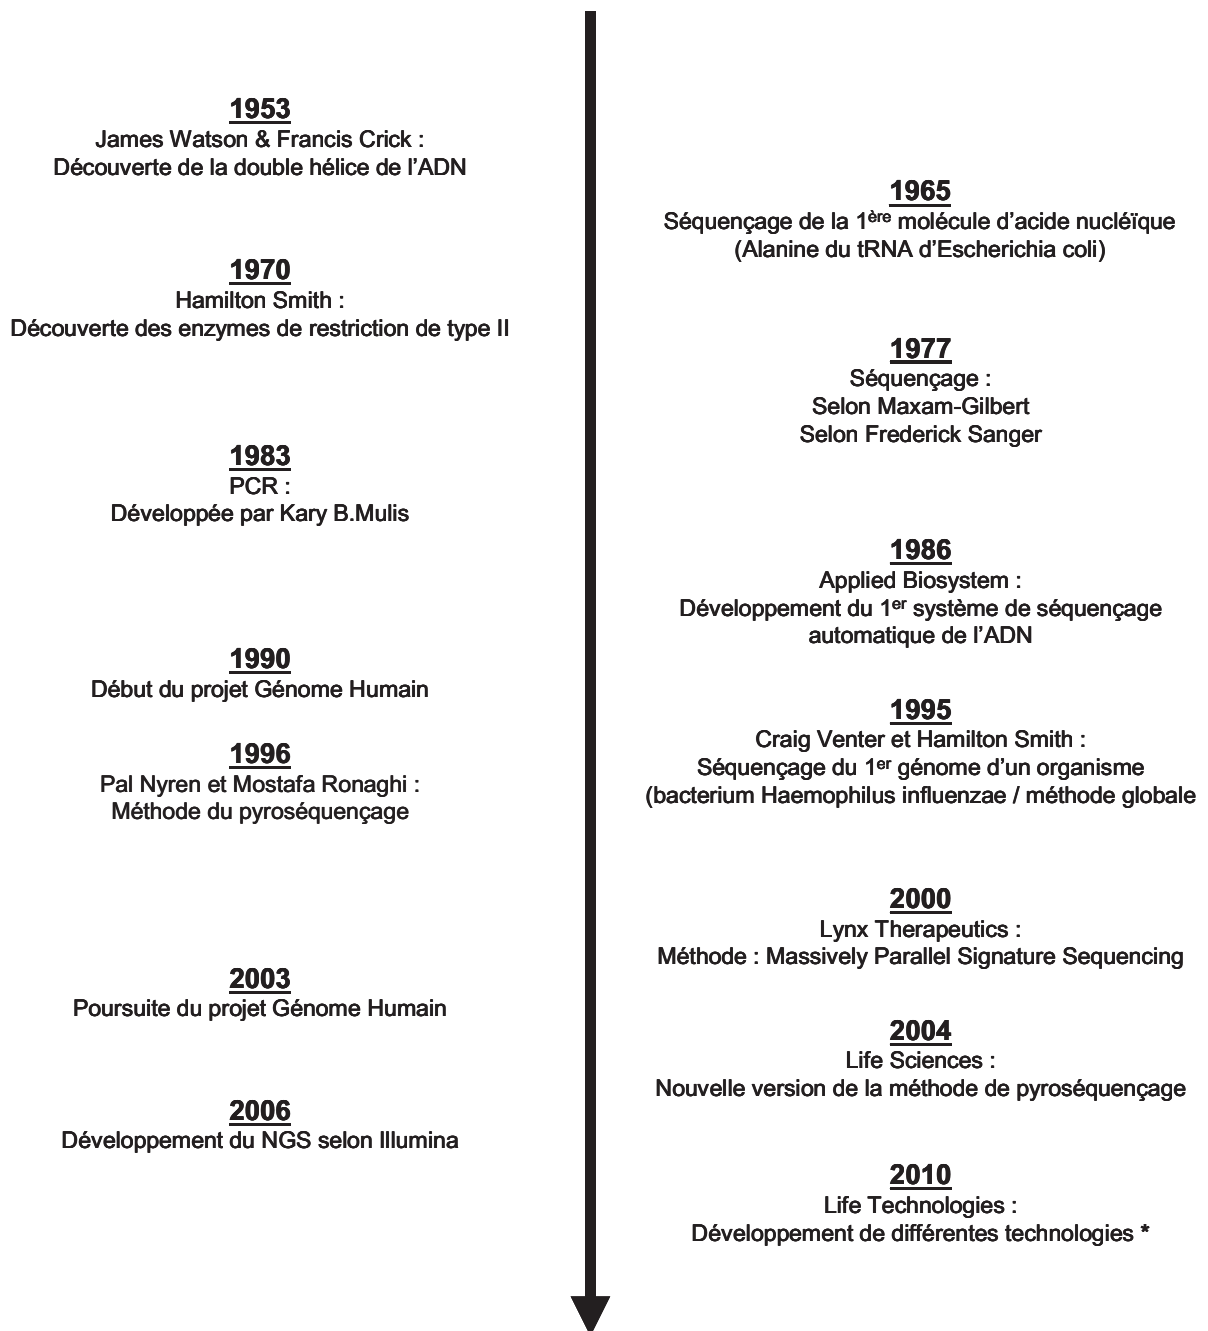 1953
James Watson & Francis Crick :
Découverte de la double hélice de l’ADN
1965
Séquençage de la 1ère molécule d’acide nucléïque
(Alanine du tRNA d’Escherichia coli)
1970
Hamilton Smith :
Découverte des enzymes de restriction de type II
1977
Séquençage :
Selon Maxam-Gilbert
Selon Frederick Sanger
1983
PCR :
Développée par Kary B.Mulis
1986
Applied Biosystem :
Développement du 1er système de séquençage
automatique de l’ADN
1990
Début du projet Génome Humain
1995
Craig Venter et Hamilton Smith :
Séquençage du 1er génome d’un organisme
(bacterium Haemophilus influenzae / méthode globale
1996
Pal Nyren et Mostafa Ronaghi :
Méthode du pyroséquençage
2000
Lynx Therapeutics :
Méthode : Massively Parallel Signature Sequencing
2003
Poursuite du projet Génome Humain
2004
Life Sciences :
Nouvelle version de la méthode de pyroséquençage
2006
Développement du NGS selon Illumina
2010
Life Technologies :
Développement de différentes technologies *